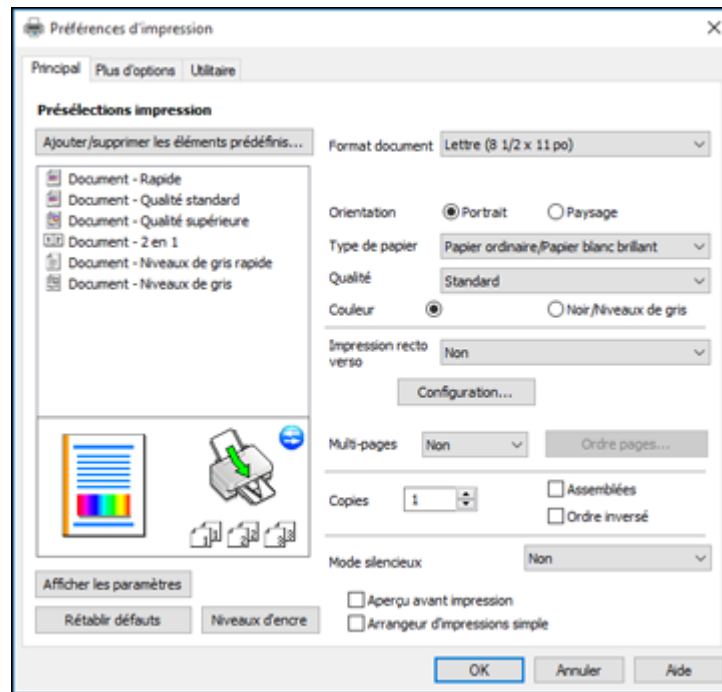 Préférences d'impression
Principal
Plus d'options
Utilitaire
Présélections impression
Ajouter/supprimer les éléments prédéfinis...
Document - Rapide
Document - Qualité standard
Document - Qualité supérieure
Document - 2 en 1
Document - Niveaux de gris rapide
Document - Niveaux de gris
Afficher les paramètres
Rétablir défauts
Niveaux d'encre
Format document
Lettre (8 1/2 x 11 po)
Orientation
Portrait
Paysage
Type de papier
Papier ordinaire/Papier blanc brillant
Qualité
Standard
Couleur
Noir/Niveaux de gris
Impression recto
verso
Non
Configuration...
Multi-pages
Non
Ordre pages...
Copies
1
Assemblées
Ordre inversé
Mode silencieux
Non
Aperçu avant impression
Arrangeur d'impressions simple
OK
Annuler
Aide